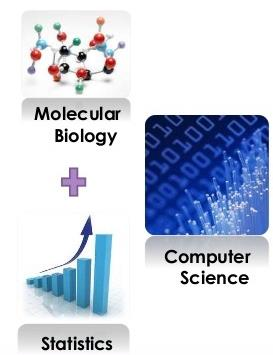 Molecular
Biology
+
Statistics
Computer
Science